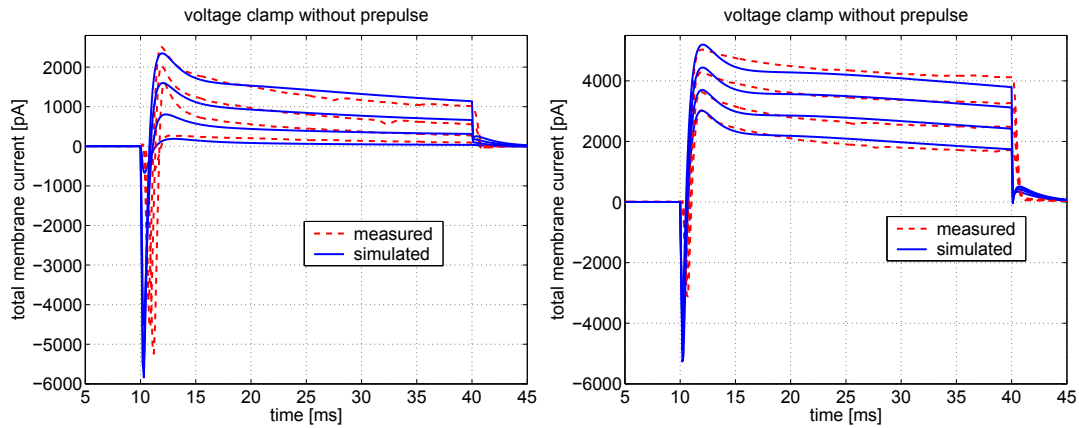 voltage clamp without prepulse
total membrane current [pA]
2000
1000
0
−1000
−2000
−3000
−4000
−5000
−6000
measured
simulated
5 10 15 20 25 30 35 40 45
time [ms]
voltage clamp without prepulse
total membrane current [pA]
4000
2000
0
−2000
−4000
−6000
measured
simulated
5 10 15 20 25 30 35 40 45
time [ms]